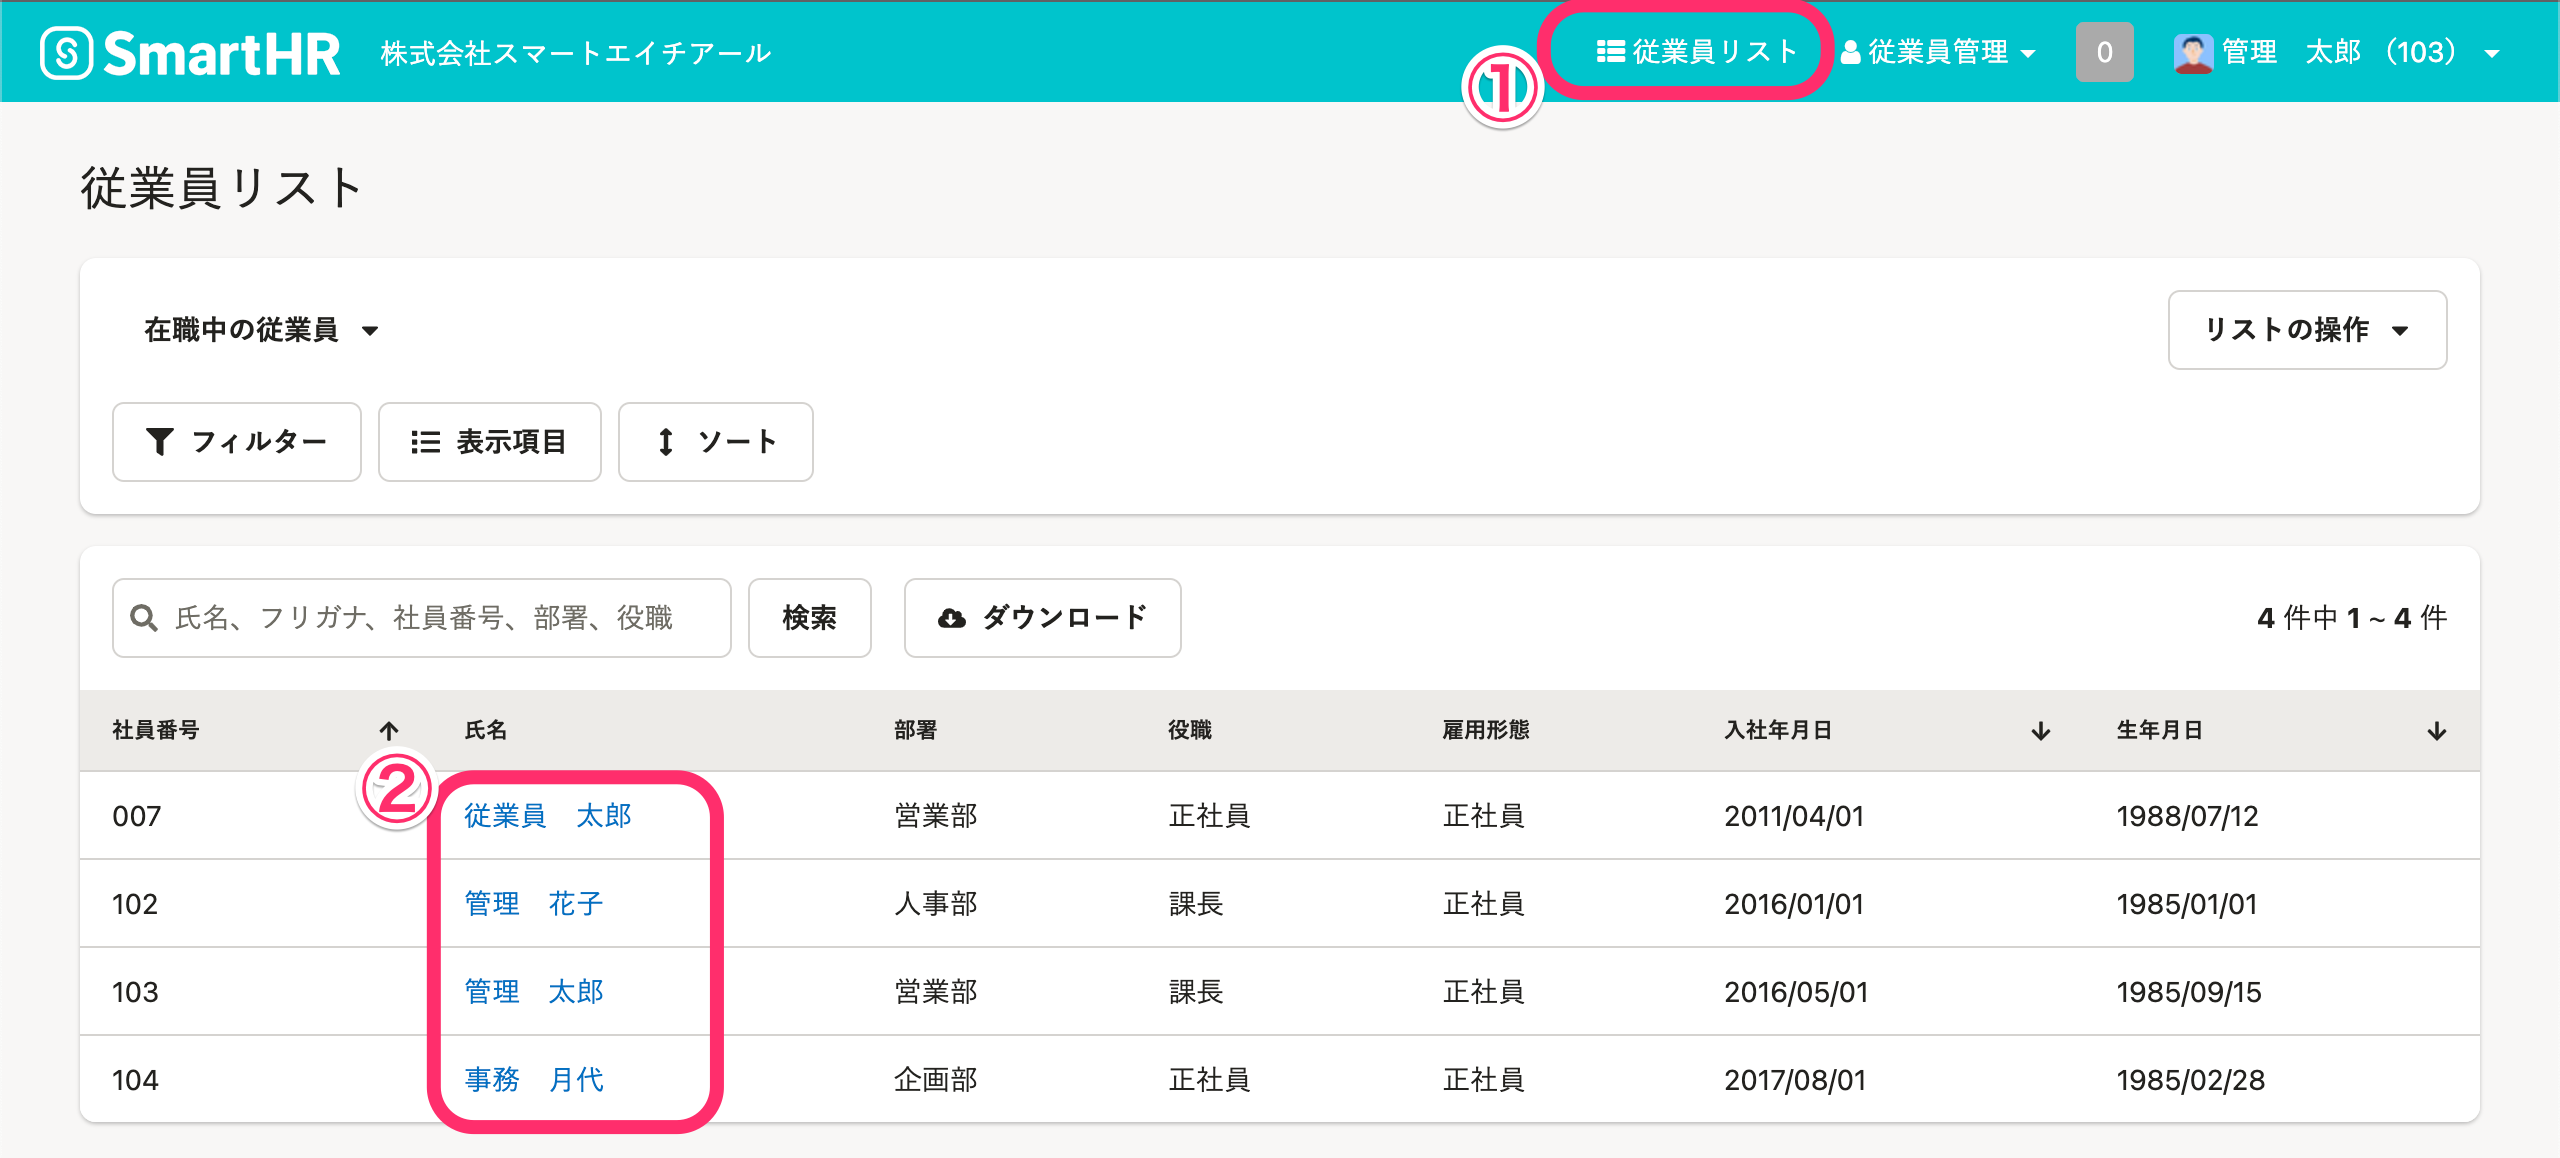 SmartHR 株式会社スマートエイチアール ① 従業員リスト 従業員管理 0 管理　太郎（103）
従業員リスト
在職中の従業員 リストの操作
フィルター 表示項目 ソート
氏名、フリガナ、社員番号、部署、役職 検索 ダウンロード 4 件中 1 ~ 4 件
社員番号 氏名 部署 役職 雇用形態 入社年月日 生年月日
②
007 従業員　太郎 営業部 正社員 正社員 2011/04/01 1988/07/12
102 管理　花子 人事部 課長 正社員 2016/01/01 1985/01/01
103 管理　太郎 営業部 課長 正社員 2016/05/01 1985/09/15
104 事務　月代 企画部 正社員 正社員 2017/08/01 1985/02/28